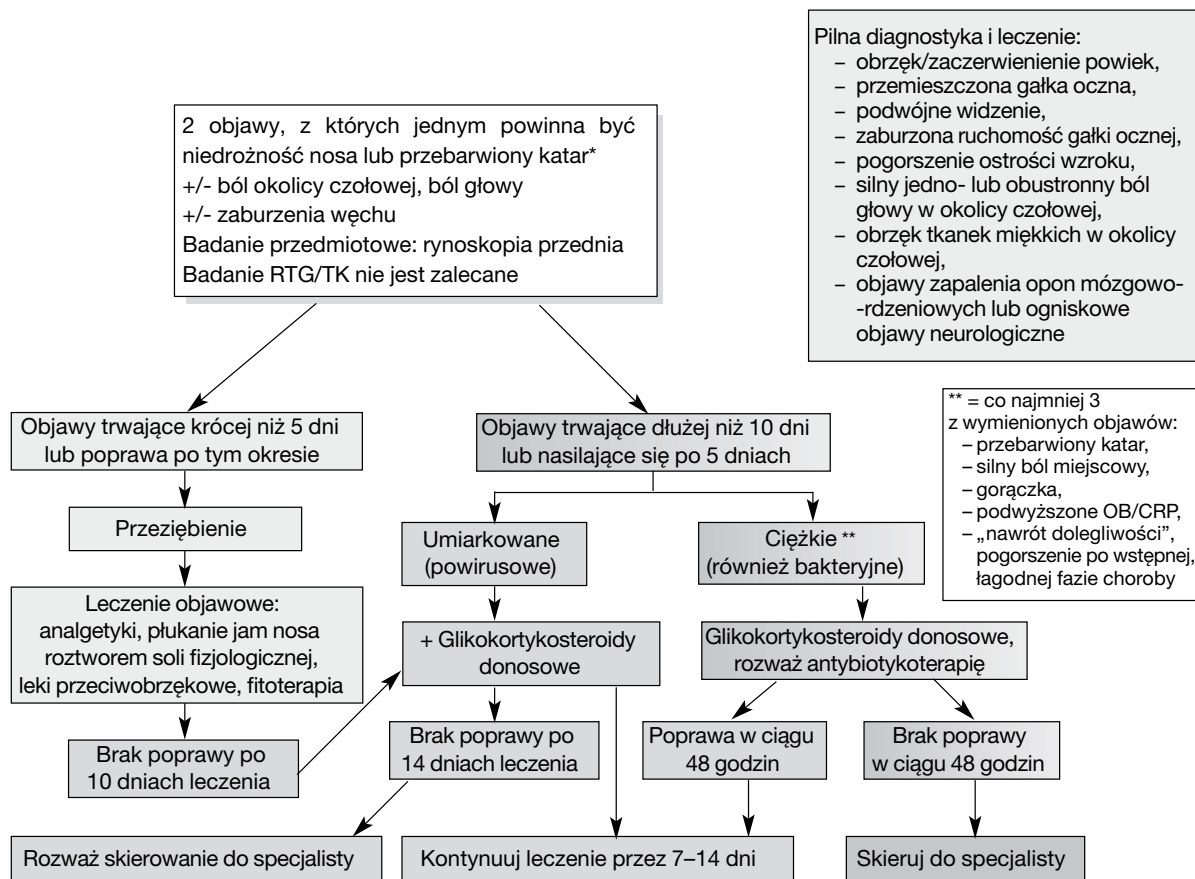 Pilna diagnostyka i leczenie:
– obrzęk/zaczerwienienie powiek,
– przemieszczona gałka oczna,
– podwójne widzenie,
– zaburzona ruchomość gałki ocznej,
– pogorszenie ostrości wzroku,
– silny jedno- lub obustronny ból
głowy w okolicy czołowej,
– obrzęk tkanek miękkich w okolicy
czołowej,
– objawy zapalenia opon mózgowo-
-rdzeniowych lub ogniskowe
objawy neurologiczne
2 objawy, z których jednym powinna być
niedrożność nosa lub przebarwiony katar*
+/- ból okolicy czołowej, ból głowy
+/- zaburzenia węchu
Badanie przedmiotowe: rynoskopia przednia
Badanie RTG/TK nie jest zalecane
Objawy trwające krócej niż 5 dni
lub poprawa po tym okresie
Objawy trwające dłużej niż 10 dni
lub nasilające się po 5 dniach
** = co najmniej 3
z wymienionych objawów:
– przebarwiony katar,
– silny ból miejscowy,
– gorączka,
– podwyższone OB/CRP,
– „nawrót dolegliwości”,
pogorszenie po wstępnej,
łagodnej fazie choroby
Przeziębienie
Umiarkowane
(powirusowe)
Ciężkie **
(również bakteryjne)
Leczenie objawowe:
analgetyki, płukanie jam nosa
roztworem soli fizjologicznej,
leki przeciwobrzękowe, fitoterapia
+ Glikokortykosteroidy
donosowe
Glikokortykosteroidy donosowe,
rozważ antybiotykoterapię
Brak poprawy po
10 dniach leczenia
Brak poprawy po
14 dniach leczenia
Poprawa w ciągu
48 godzin
Brak poprawy
w ciągu 48 godzin
Rozważ skierowanie do specjalisty
Kontynuuj leczenie przez 7–14 dni
Skieruj do specjalisty